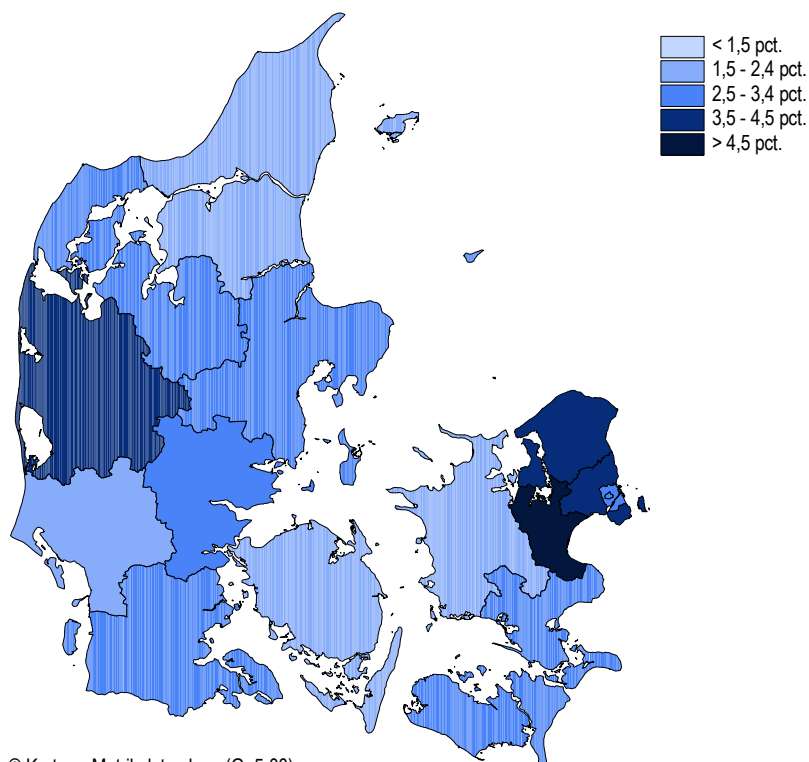 < 1,5 pct.
1,5 - 2,4 pct.
2,5 - 3,4 pct.
3,5 - 4,5 pct.
> 4,5 pct.